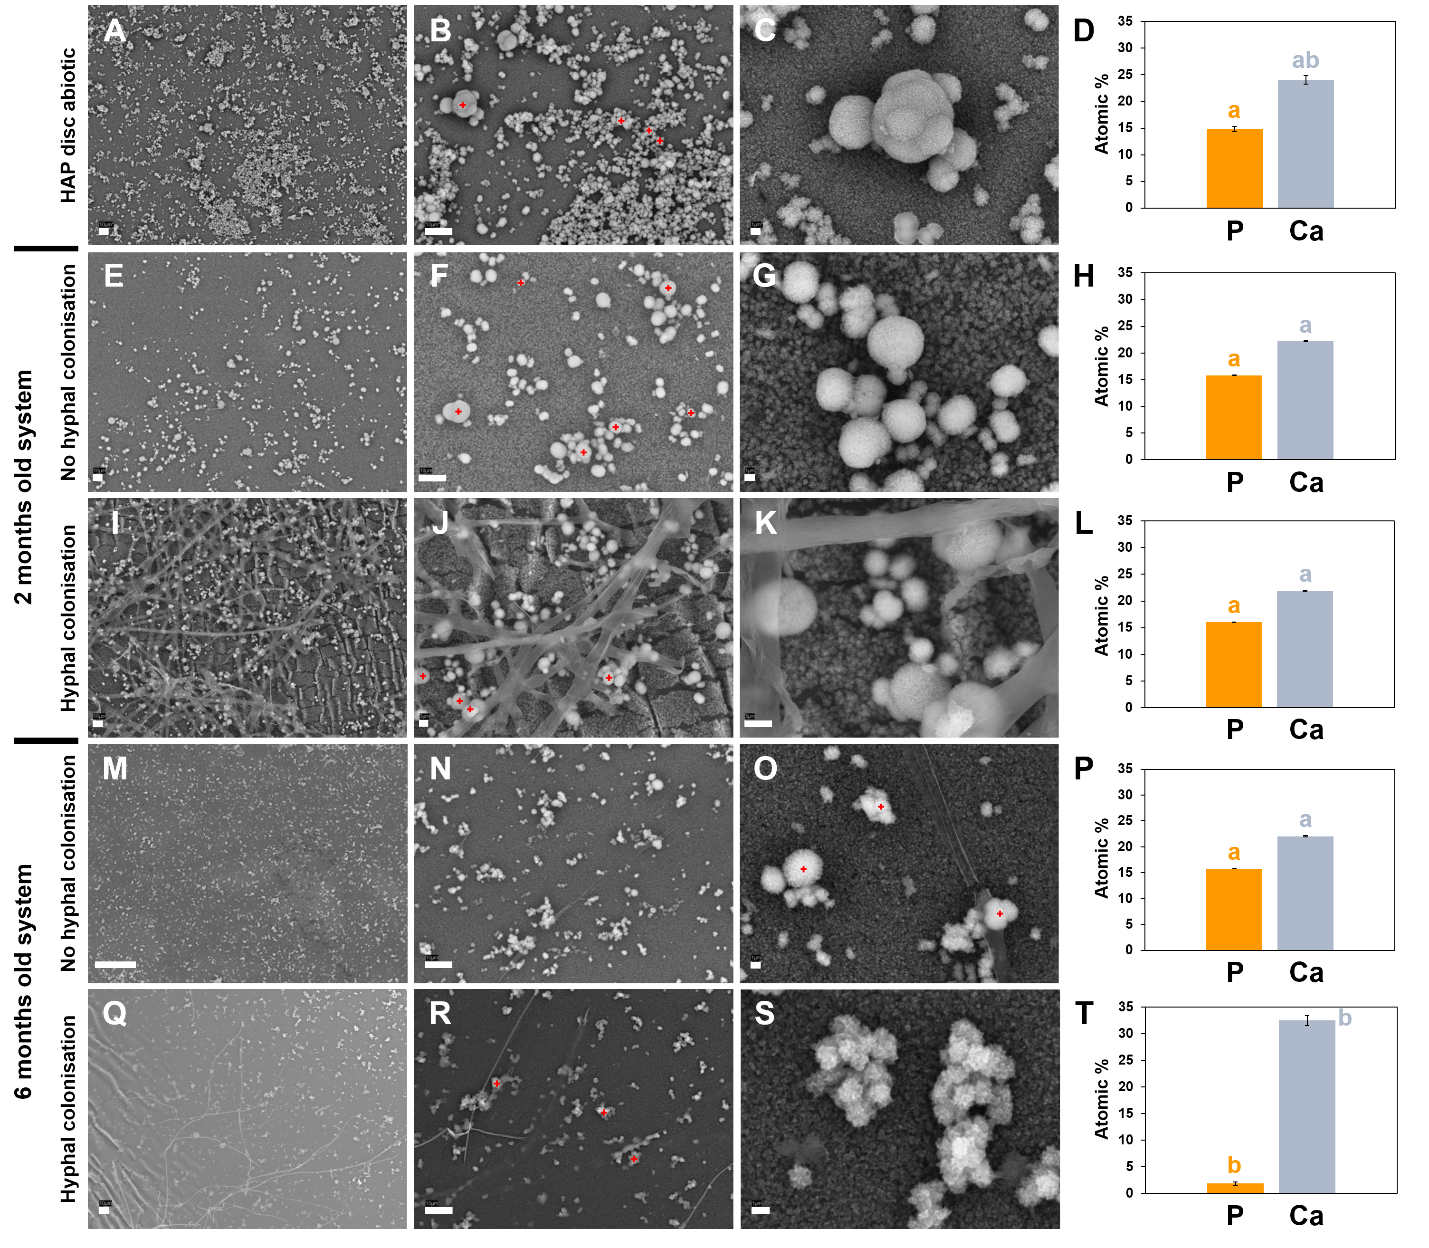 HAP disc abiotic
A
B
C
D
35
30
25
20
15
10
5
0
Atomic %
a
ab
P
Ca
2 months old system
No hyphal colonisation
E
F
G
H
35
30
25
20
15
10
5
0
Atomic %
a
a
P
Ca
Hyphal colonisation
I
J
K
L
35
30
25
20
15
10
5
0
Atomic %
a
a
P
Ca
6 months old system
No hyphal colonisation
M
N
O
P
35
30
25
20
15
10
5
0
Atomic %
a
a
P
Ca
Hyphal colonisation
Q
R
S
T
35
30
25
20
15
10
5
0
Atomic %
b
b
P
Ca